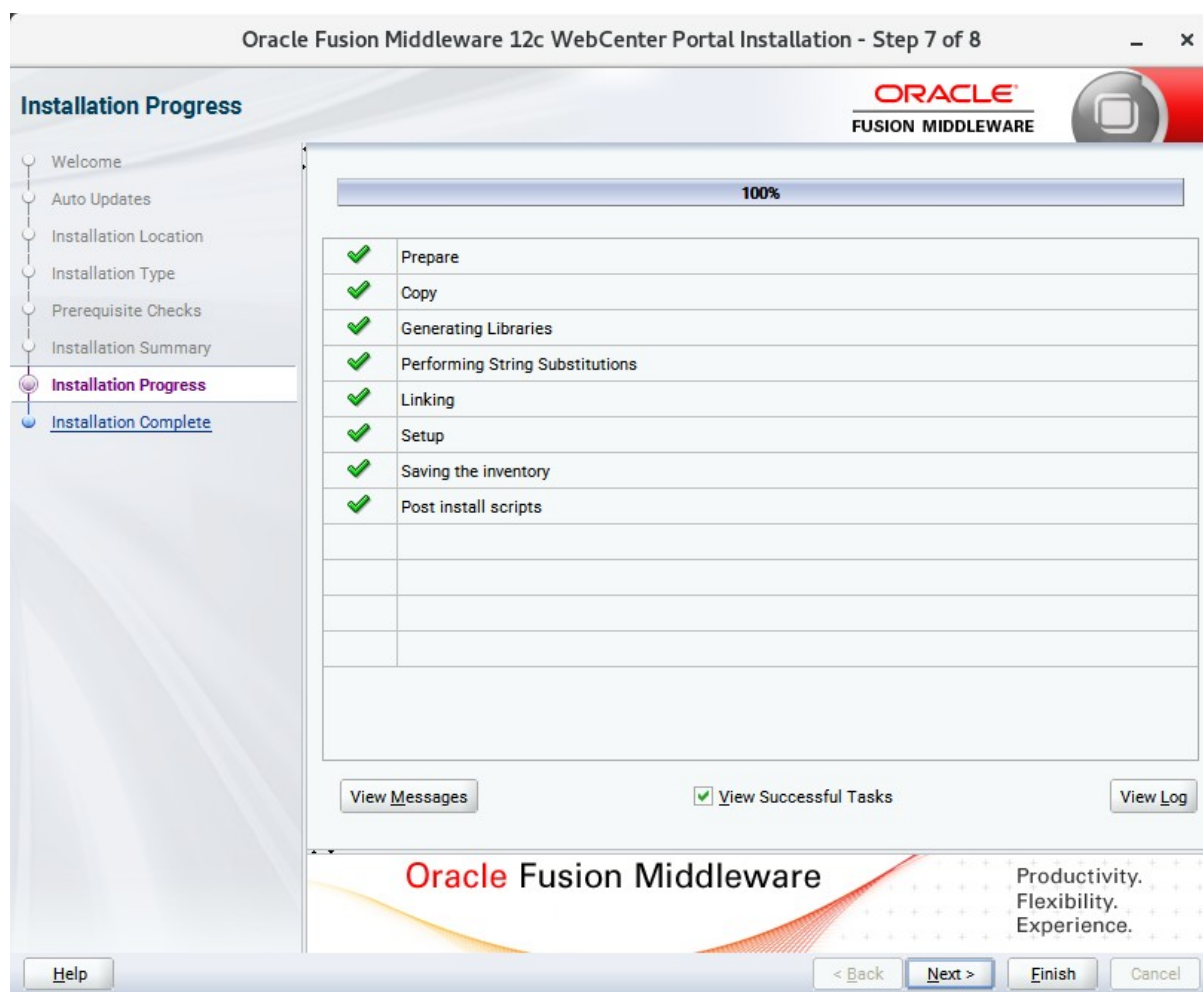 Oracle Fusion Middleware 12c WebCenter Portal Installation - Step 7 of 8
Installation Progress
ORACLE
FUSION MIDDLEWARE
Welcome
Auto Updates
Installation Location
Installation Type
Prerequisite Checks
Installation Summary
Installation Progress
Installation Complete
100%
Prepare
Copy
Generating Libraries
Performing String Substitutions
Linking
Setup
Saving the inventory
Post install scripts
View Messages
View Successful Tasks
View Log
Oracle Fusion Middleware
Productivity.
Flexibility.
Experience.
Help
< Back
Next >
Finish
Cancel